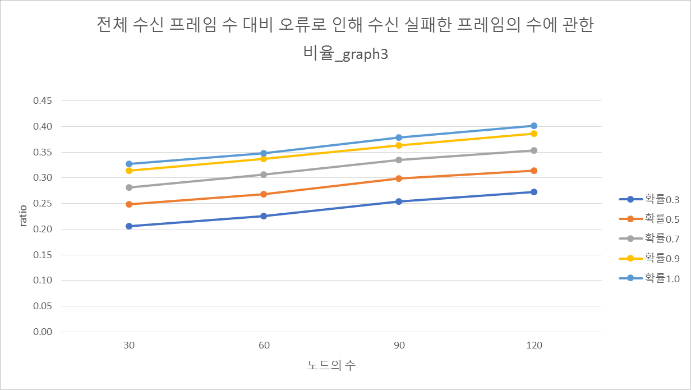 전체 수신 프레임 수 대비 오류로 인해 수신 실패한 프레임의 수에 관한
비율_graph3
0.45
0.40
0.35
0.30
0.25
0.20
0.15
0.10
0.05
0.00
ratio
30 60 90 120
노드의 수
확률0.3
확률0.5
확률0.7
확률0.9
확률1.0